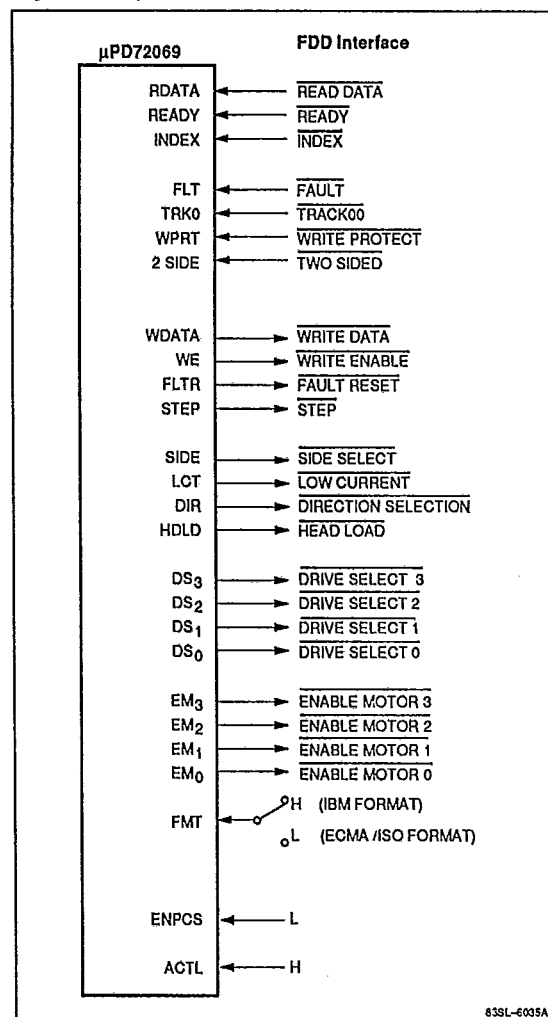 μPD72069 FDD Interface
RDATA READ DATA
READY READY
INDEX INDEX
FLT FAULT
TRK0 TRACK00
WPRT WRITE PROTECT
2 SIDE TWO SIDED
WDATA WRITE DATA
WE WRITE ENABLE
FLTR FAULT RESET
STEP STEP
SIDE SIDE SELECT
LCT LOW CURRENT
DIR DIRECTION SELECTION
HDLD HEAD LOAD
DS3 DRIVE SELECT 3
DS2 DRIVE SELECT 2
DS1 DRIVE SELECT 1
DS0 DRIVE SELECT 0
EM3 ENABLE MOTOR 3
EM2 ENABLE MOTOR 2
EM1 ENABLE MOTOR 1
EM0 ENABLE MOTOR 0
H (IBM FORMAT)
FMT
L (ECMA /ISO FORMAT)
ENPCS L
ACTL H
83SL-6035A